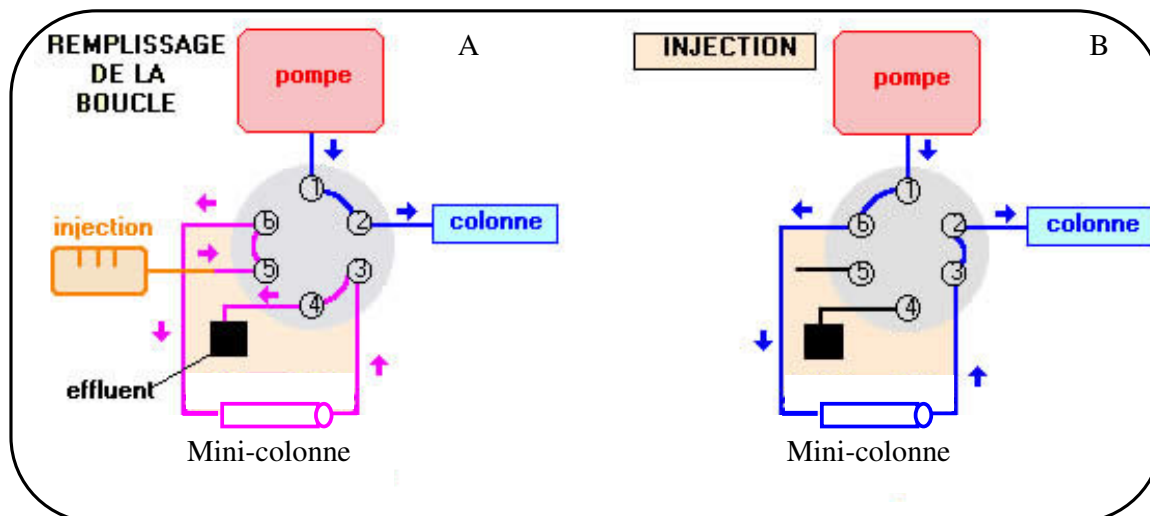 REMPLISSAGE
DE LA
BOUCLE
A
pompe
1
2
3
4
5
6
colonne
injection
effluent
Mini-colonne
INJECTION
B
pompe
1
2
3
4
5
6
colonne
Mini-colonne